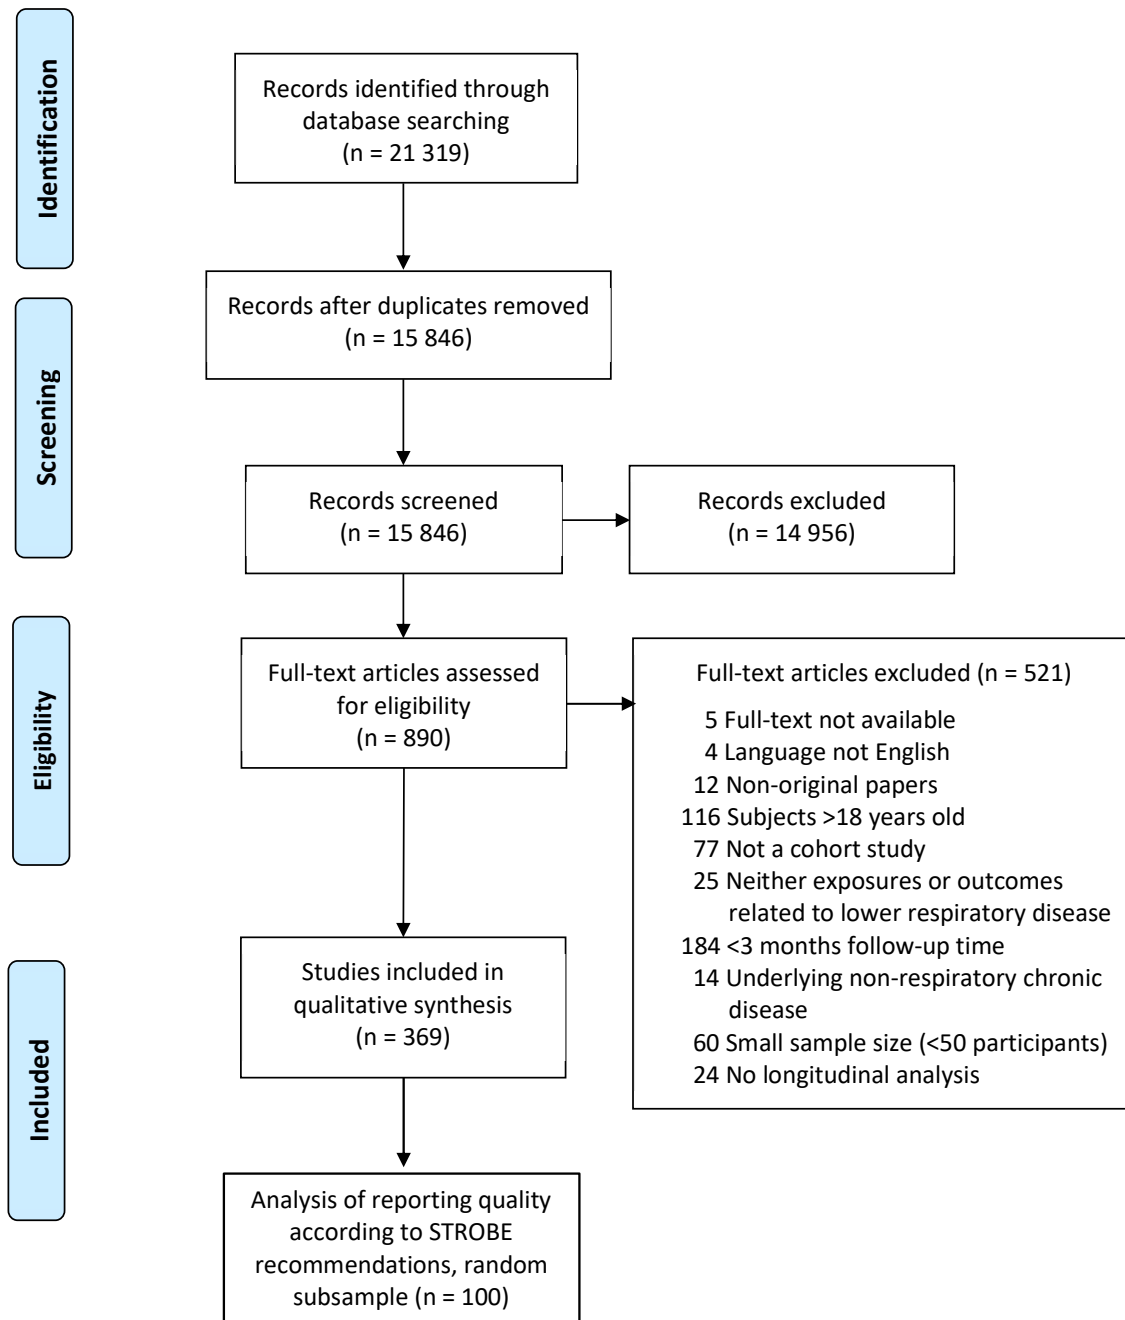 Identification
Records identified through
database searching
(n = 21 319)
Records after duplicates removed
(n = 15 846)
Screening
Records screened
(n = 15 846)
Records excluded
(n = 14 956)
Eligibility
Full-text articles assessed
for eligibility
(n = 890)
Full-text articles excluded (n = 521)
5 Full-text not available
4 Language not English
12 Non-original papers
116 Subjects >18 years old
77 Not a cohort study
25 Neither exposures or outcomes
related to lower respiratory disease
184 <3 months follow-up time
14 Underlying non-respiratory chronic
disease
60 Small sample size (<50 participants)
24 No longitudinal analysis
Included
Studies included in
qualitative synthesis
(n = 369)
Analysis of reporting quality
according to STROBE
recommendations, random
subsample (n = 100)